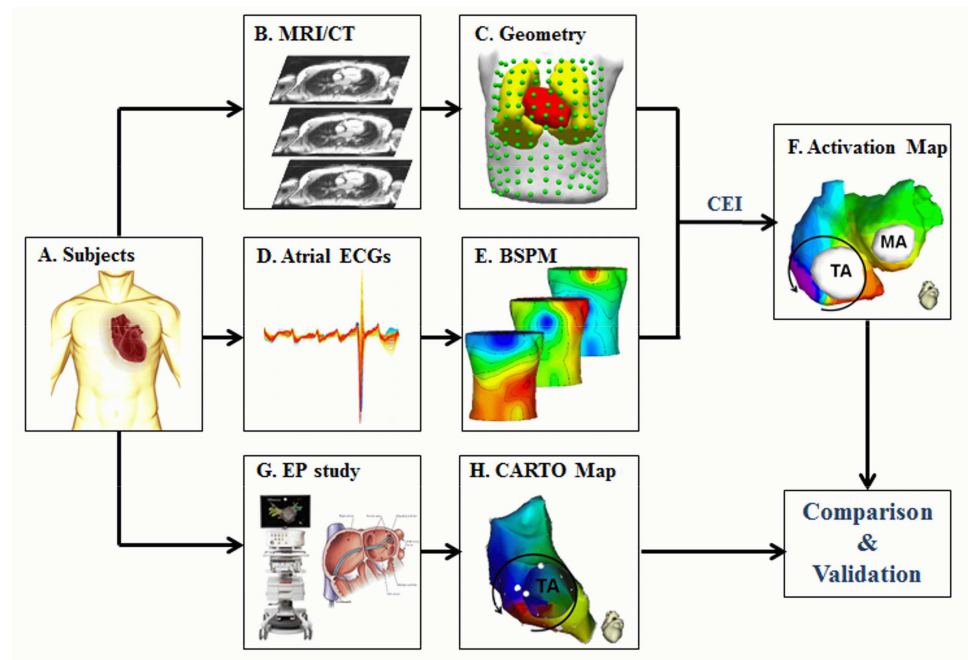 B. MRI/CT
C. Geometry
F. Activation Map
CEI
MA
TA
A. Subjects
D. Atrial ECGs
E. BSPM
G. EP study
H. CARTO Map
TA
Comparison
&
Validation